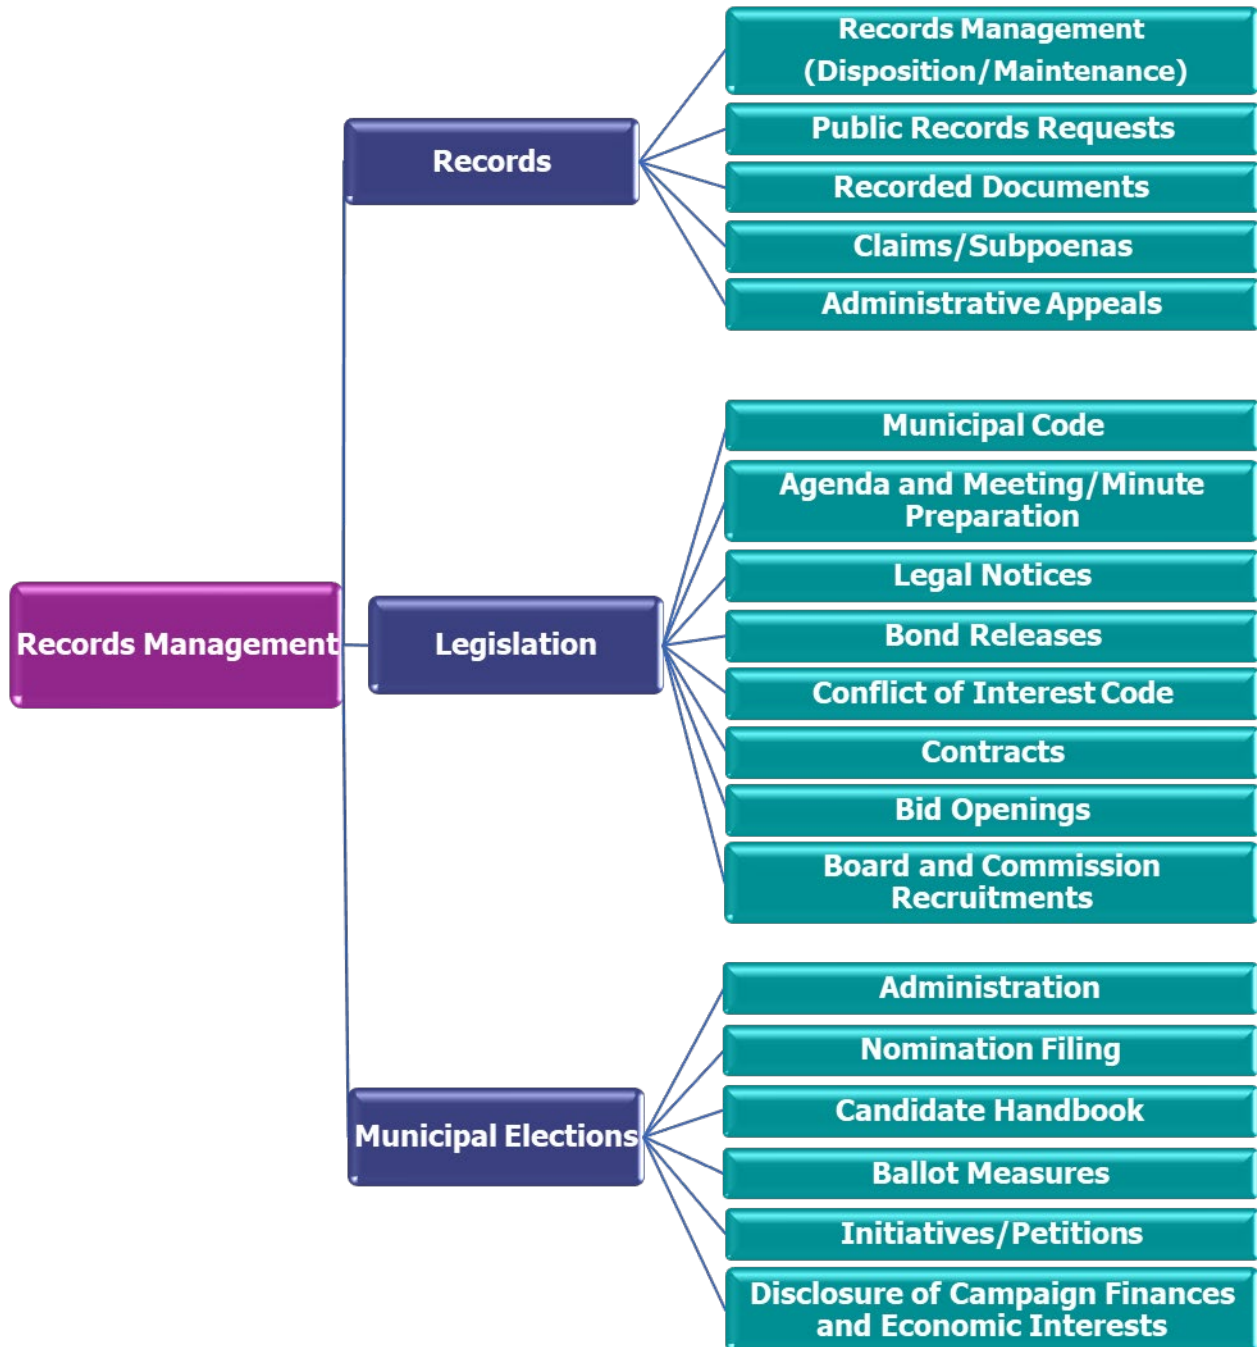 Records Management
Records
Records Management
(Disposition/Maintenance)
Public Records Requests
Recorded Documents
Claims/Subpoenas
Administrative Appeals
Legislation
Municipal Code
Agenda and Meeting/Minute
Preparation
Legal Notices
Bond Releases
Conflict of Interest Code
Contracts
Bid Openings
Board and Commission
Recruitments
Municipal Elections
Administration
Nomination Filing
Candidate Handbook
Ballot Measures
Initiatives/Petitions
Disclosure of Campaign Finances
and Economic Interests